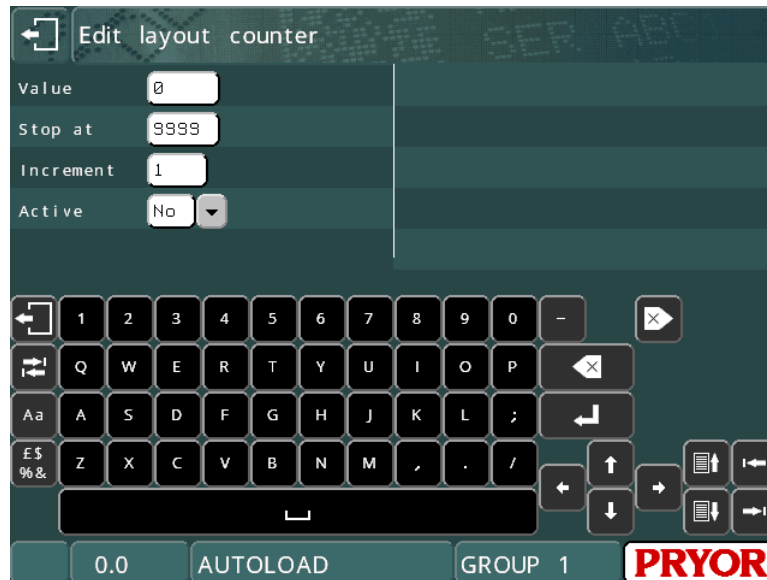 Edit layout counter
Value 0
Stop at 9999
Increment 1
Active No
1 2 3 4 5 6 7 8 9 0 -
Q W E R T Y U I O P
Aa A S D F G H J K L ;
£$
%& Z X C V B N M , . /
0.0 AUTOLOAD GROUP 1 PRYOR